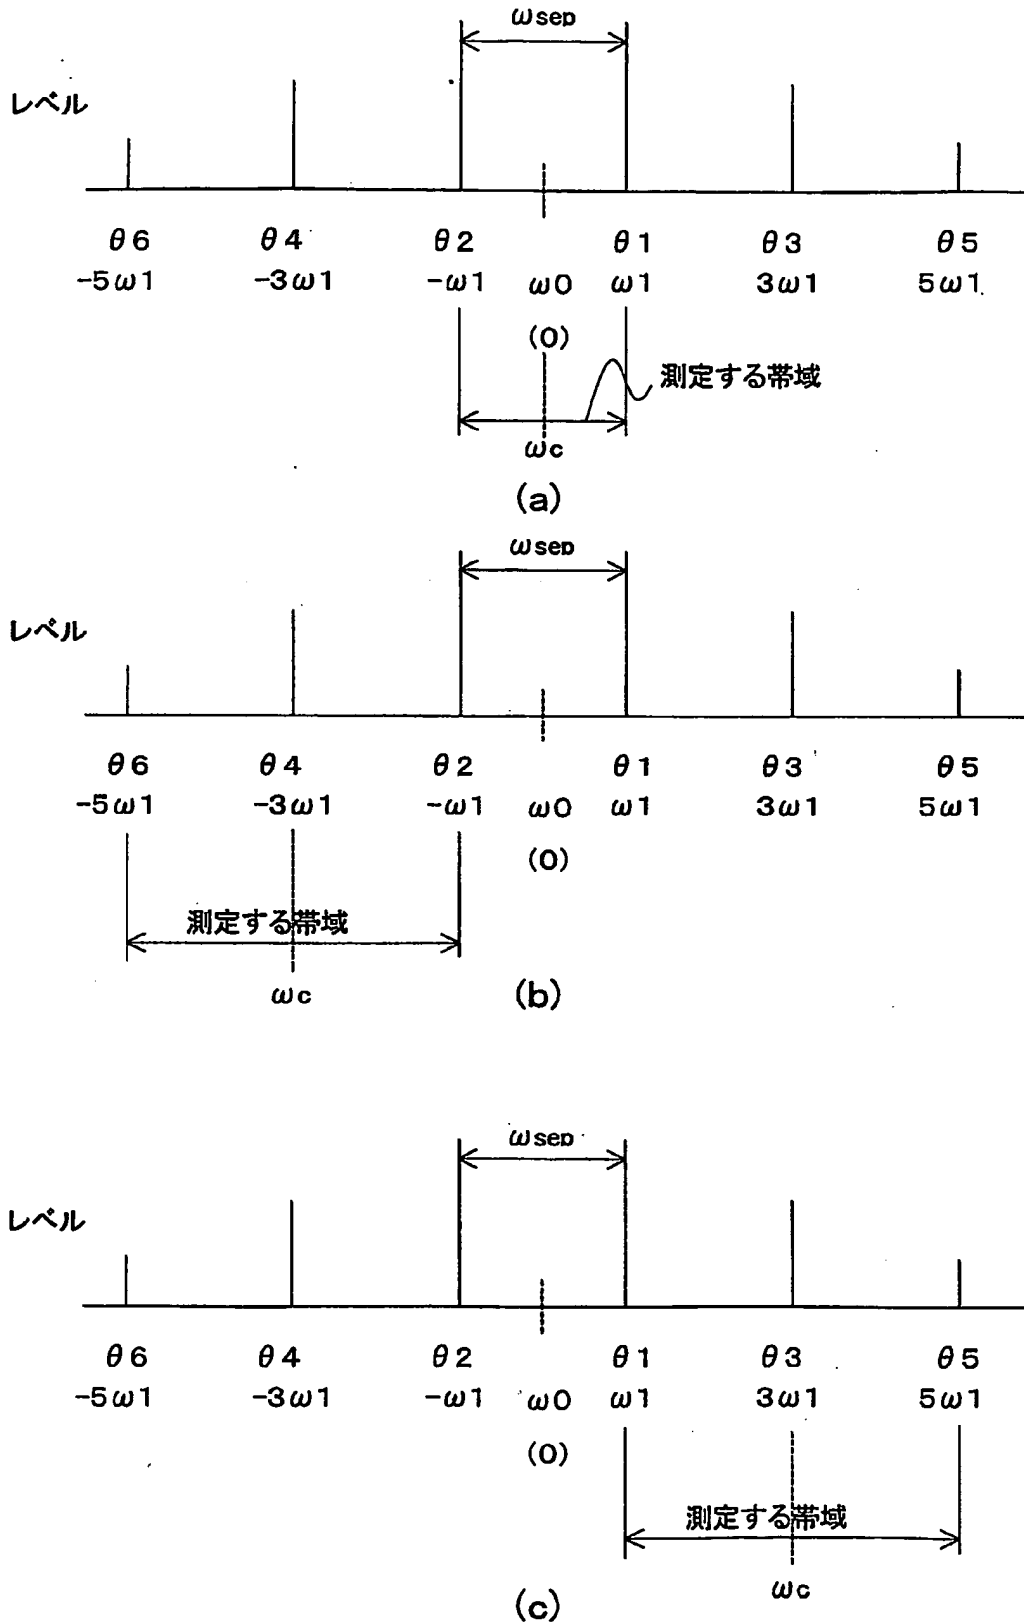 ωsep
レベル
θ6 θ4 θ2 θ1 θ3 θ5
-5ω1 -3ω1 -ω1 ω0 ω1 3ω1 5ω1
(0)
測定する帯域
ωc
(a)
ωsep
レベル
θ6 θ4 θ2 θ1 θ3 θ5
-5ω1 -3ω1 -ω1 ω0 ω1 3ω1 5ω1
(0)
測定する帯域
ωc
(b)
ωsep
レベル
θ6 θ4 θ2 θ1 θ3 θ5
-5ω1 -3ω1 -ω1 ω0 ω1 3ω1 5ω1
(0)
測定する帯域
ωc
(c)